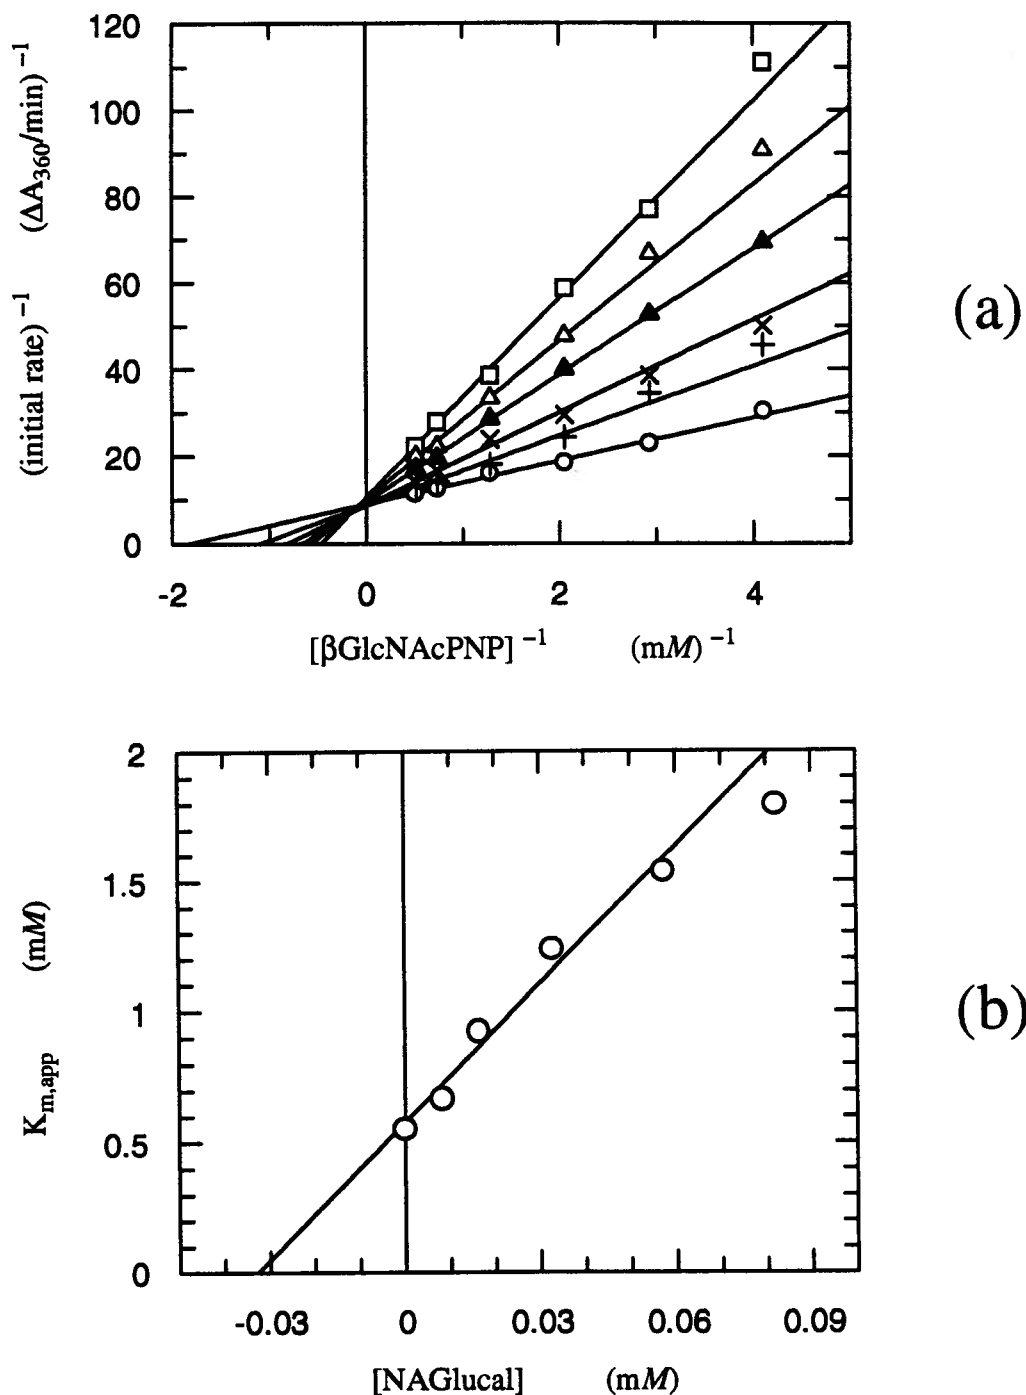 120
100
80
60
40
20
0
(initial rate)⁻¹ (ΔA₃₆₀/min)⁻¹
-2 0 2 4
[βGlcNAcPNP]⁻¹ (mM)⁻¹
(a)
2
1.5
1
0.5
0
Km,app (mM)
-0.03 0 0.03 0.06 0.09
[NAGlucal] (mM)
(b)